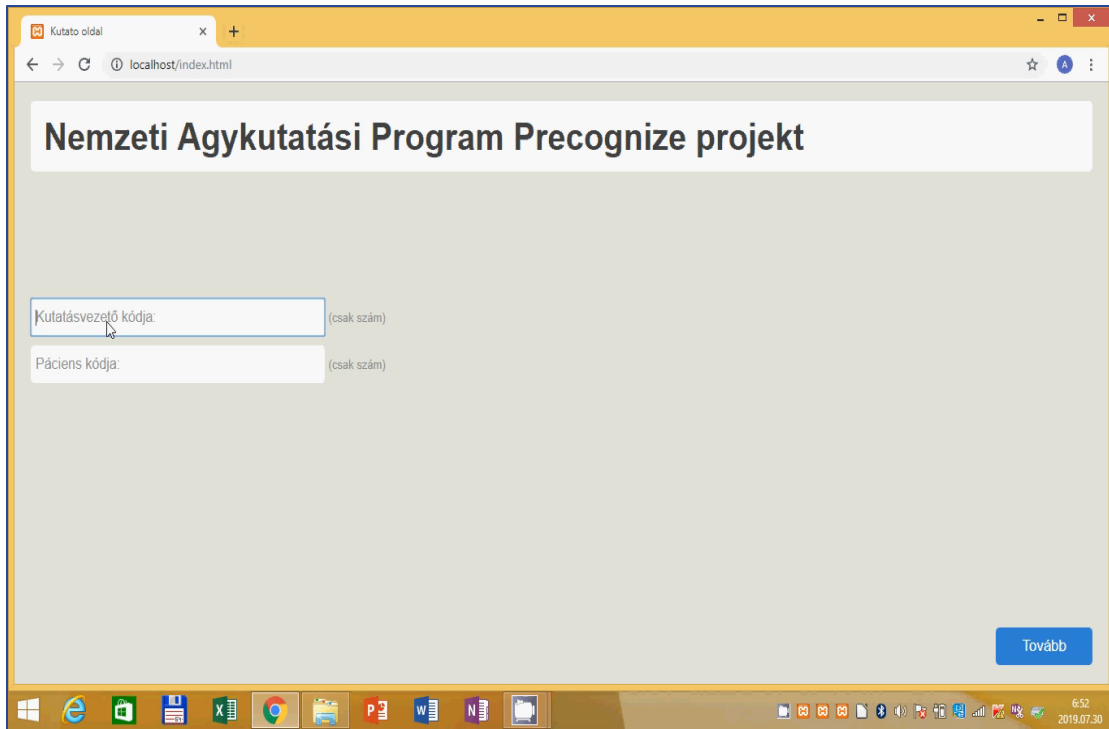 Kutato oldal
localhost/index.html
A
Nemzeti Agykutatási Program Precognize projekt
Kutatásvezető kódja:
(csak szám)
Páciens kódja:
(csak szám)
Tovább
6:52
2019.07.30